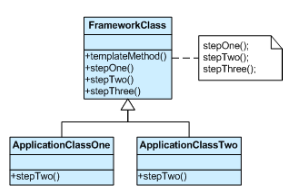 FrameworkClass
+templateMethod()
+stepOne()
+stepTwo()
+stepThree()
stepOne();
stepTwo();
stepThree();
ApplicationClassOne
+stepTwo()
ApplicationClassTwo
+stepTwo()